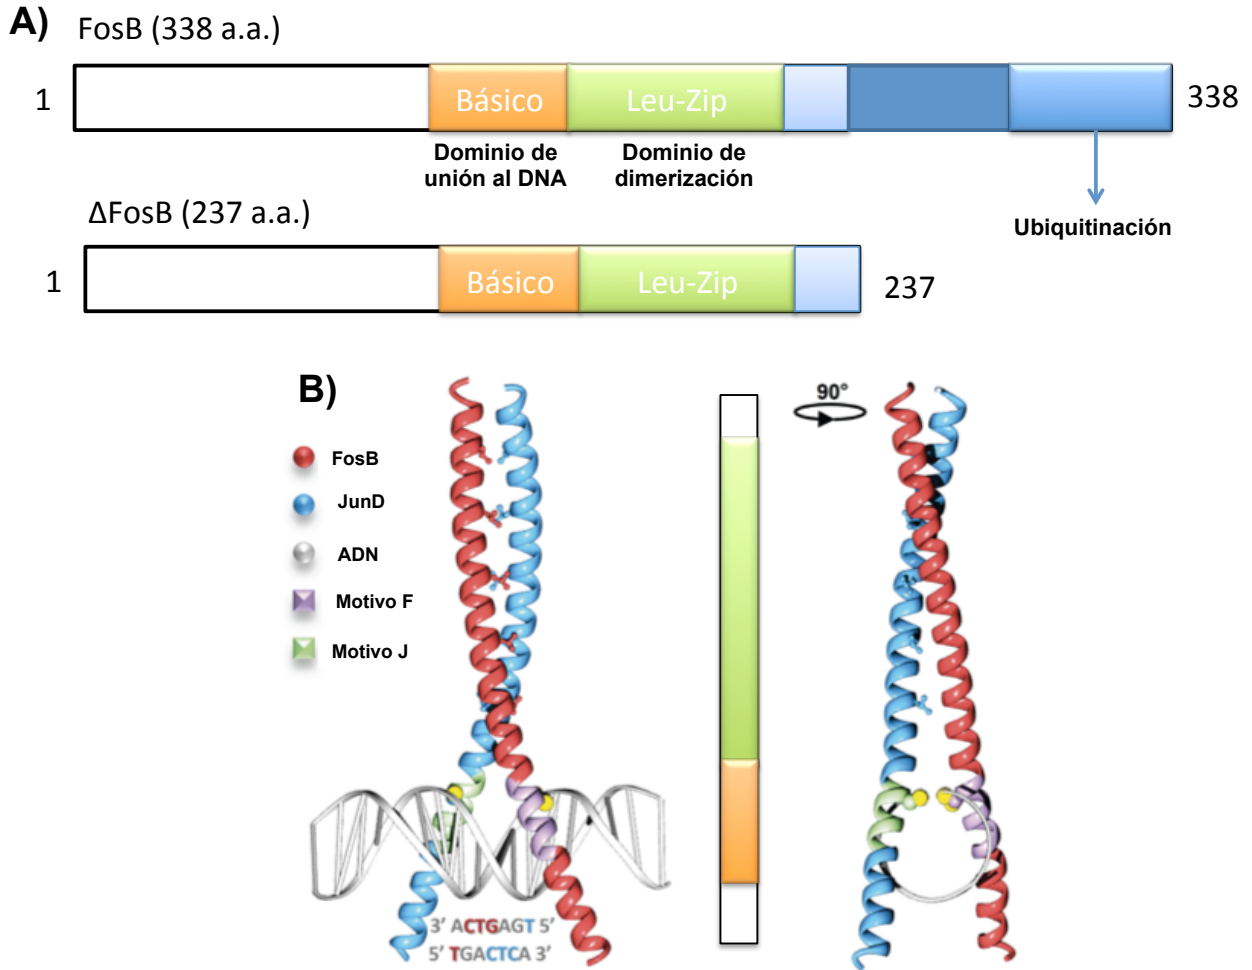 A)
FosB (338 a.a.)
1
Básico
Leu-Zip
338
Dominio de
unión al DNA
Dominio de
dimerización
Ubiquitinación
ΔFosB (237 a.a.)
1
Básico
Leu-Zip
237
B)
90°
FosB
JunD
ADN
Motivo F
Motivo J
3' ACTGAGT 5'
5' TGACTCA 3'